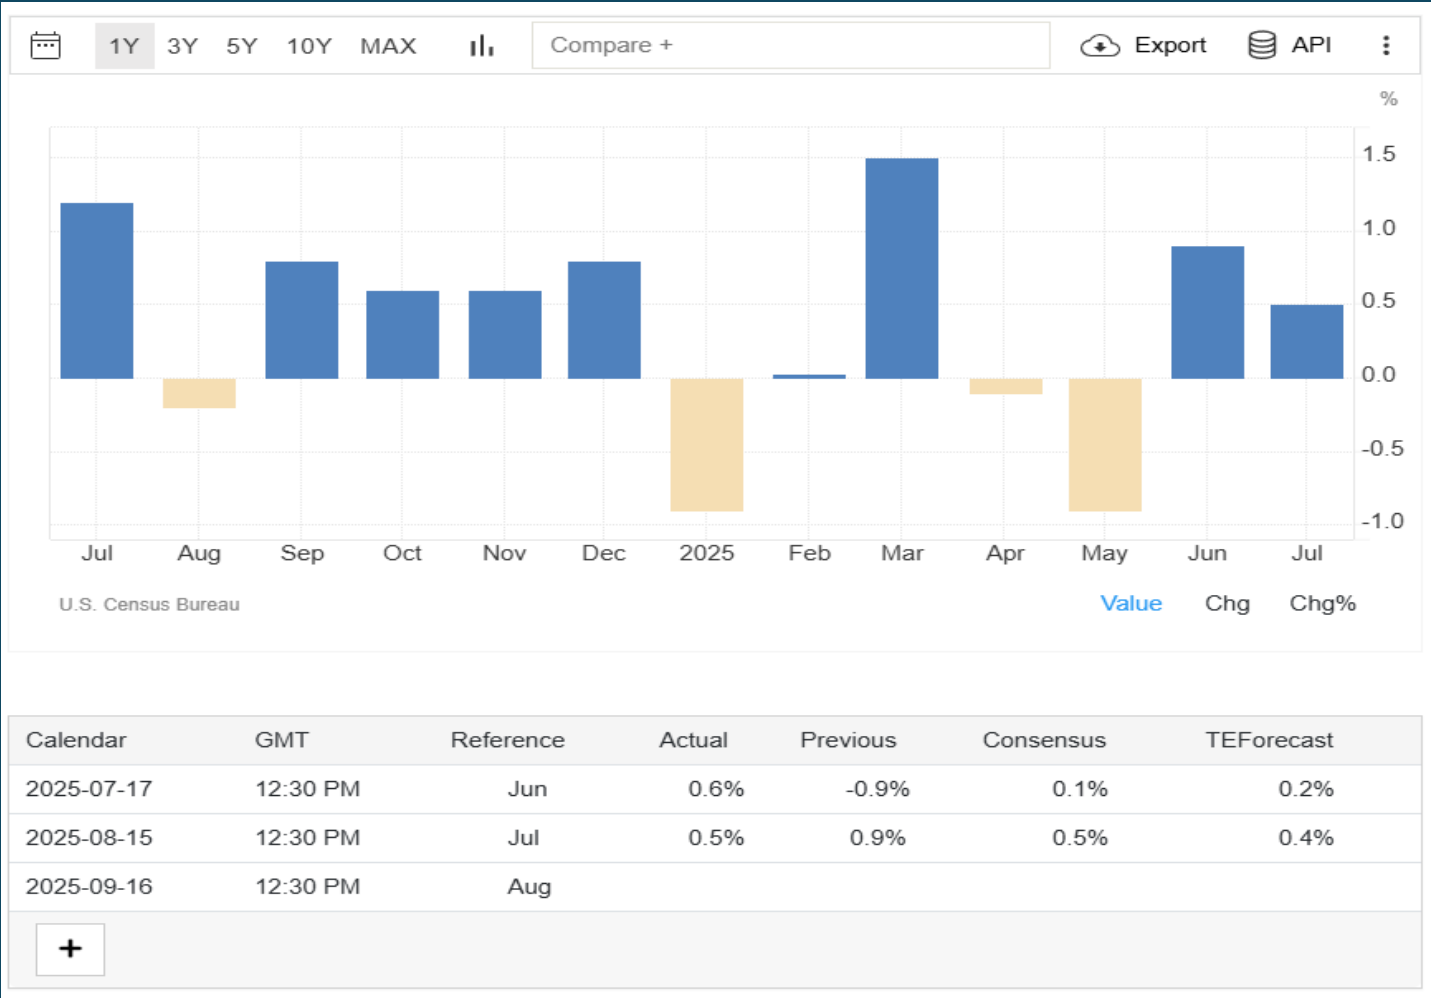 1Y 3Y 5Y 10Y MAX Compare + Export API
%
1.5
1.0
0.5
0.0
-0.5
-1.0
Jul Aug Sep Oct Nov Dec 2025 Feb Mar Apr May Jun Jul
U.S. Census Bureau Value Chg Chg%
Calendar GMT Reference Actual Previous Consensus TEForecast
2025-07-17 12:30 PM Jun 0.6% -0.9% 0.1% 0.2%
2025-08-15 12:30 PM Jul 0.5% 0.9% 0.5% 0.4%
2025-09-16 12:30 PM Aug
+